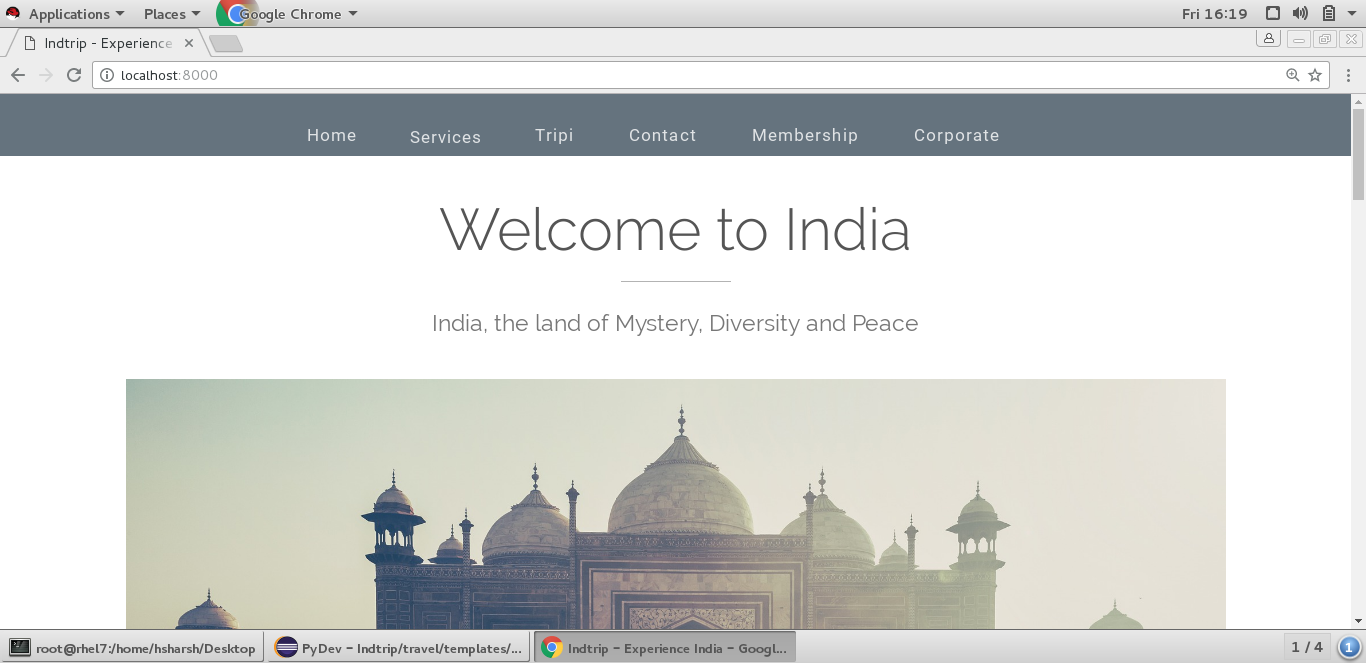 Applications Places Google Chrome Fri 16:19
Indtrip - Experience
localhost:8000
Home Services Tripi Contact Membership Corporate
Welcome to India
India, the land of Mystery, Diversity and Peace
root@rhel7:/home/hsharsh/Desktop PyDev - Indtrip/travel/templates/... Indtrip - Experience India - Googl... 1 / 4 1